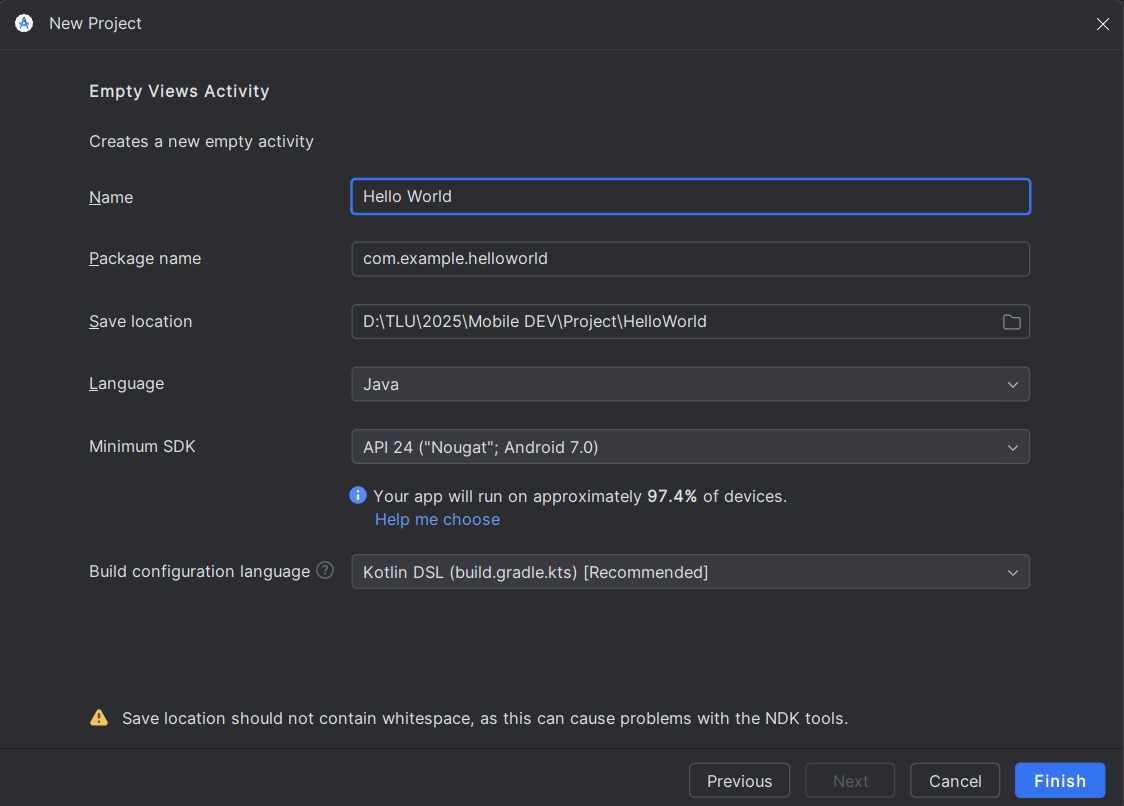 New Project
Empty Views Activity
Creates a new empty activity
Name
Hello World
Package name
com.example.helloworld
Save location
D:\TLU\2025\Mobile DEV\Project\HelloWorld
Language
Java
Minimum SDK
API 24 ("Nougat"; Android 7.0)
Your app will run on approximately 97.4% of devices.
Help me choose
Build configuration language
Kotlin DSL (build.gradle.kts) [Recommended]
Save location should not contain whitespace, as this can cause problems with the NDK tools.
Previous Next Cancel Finish